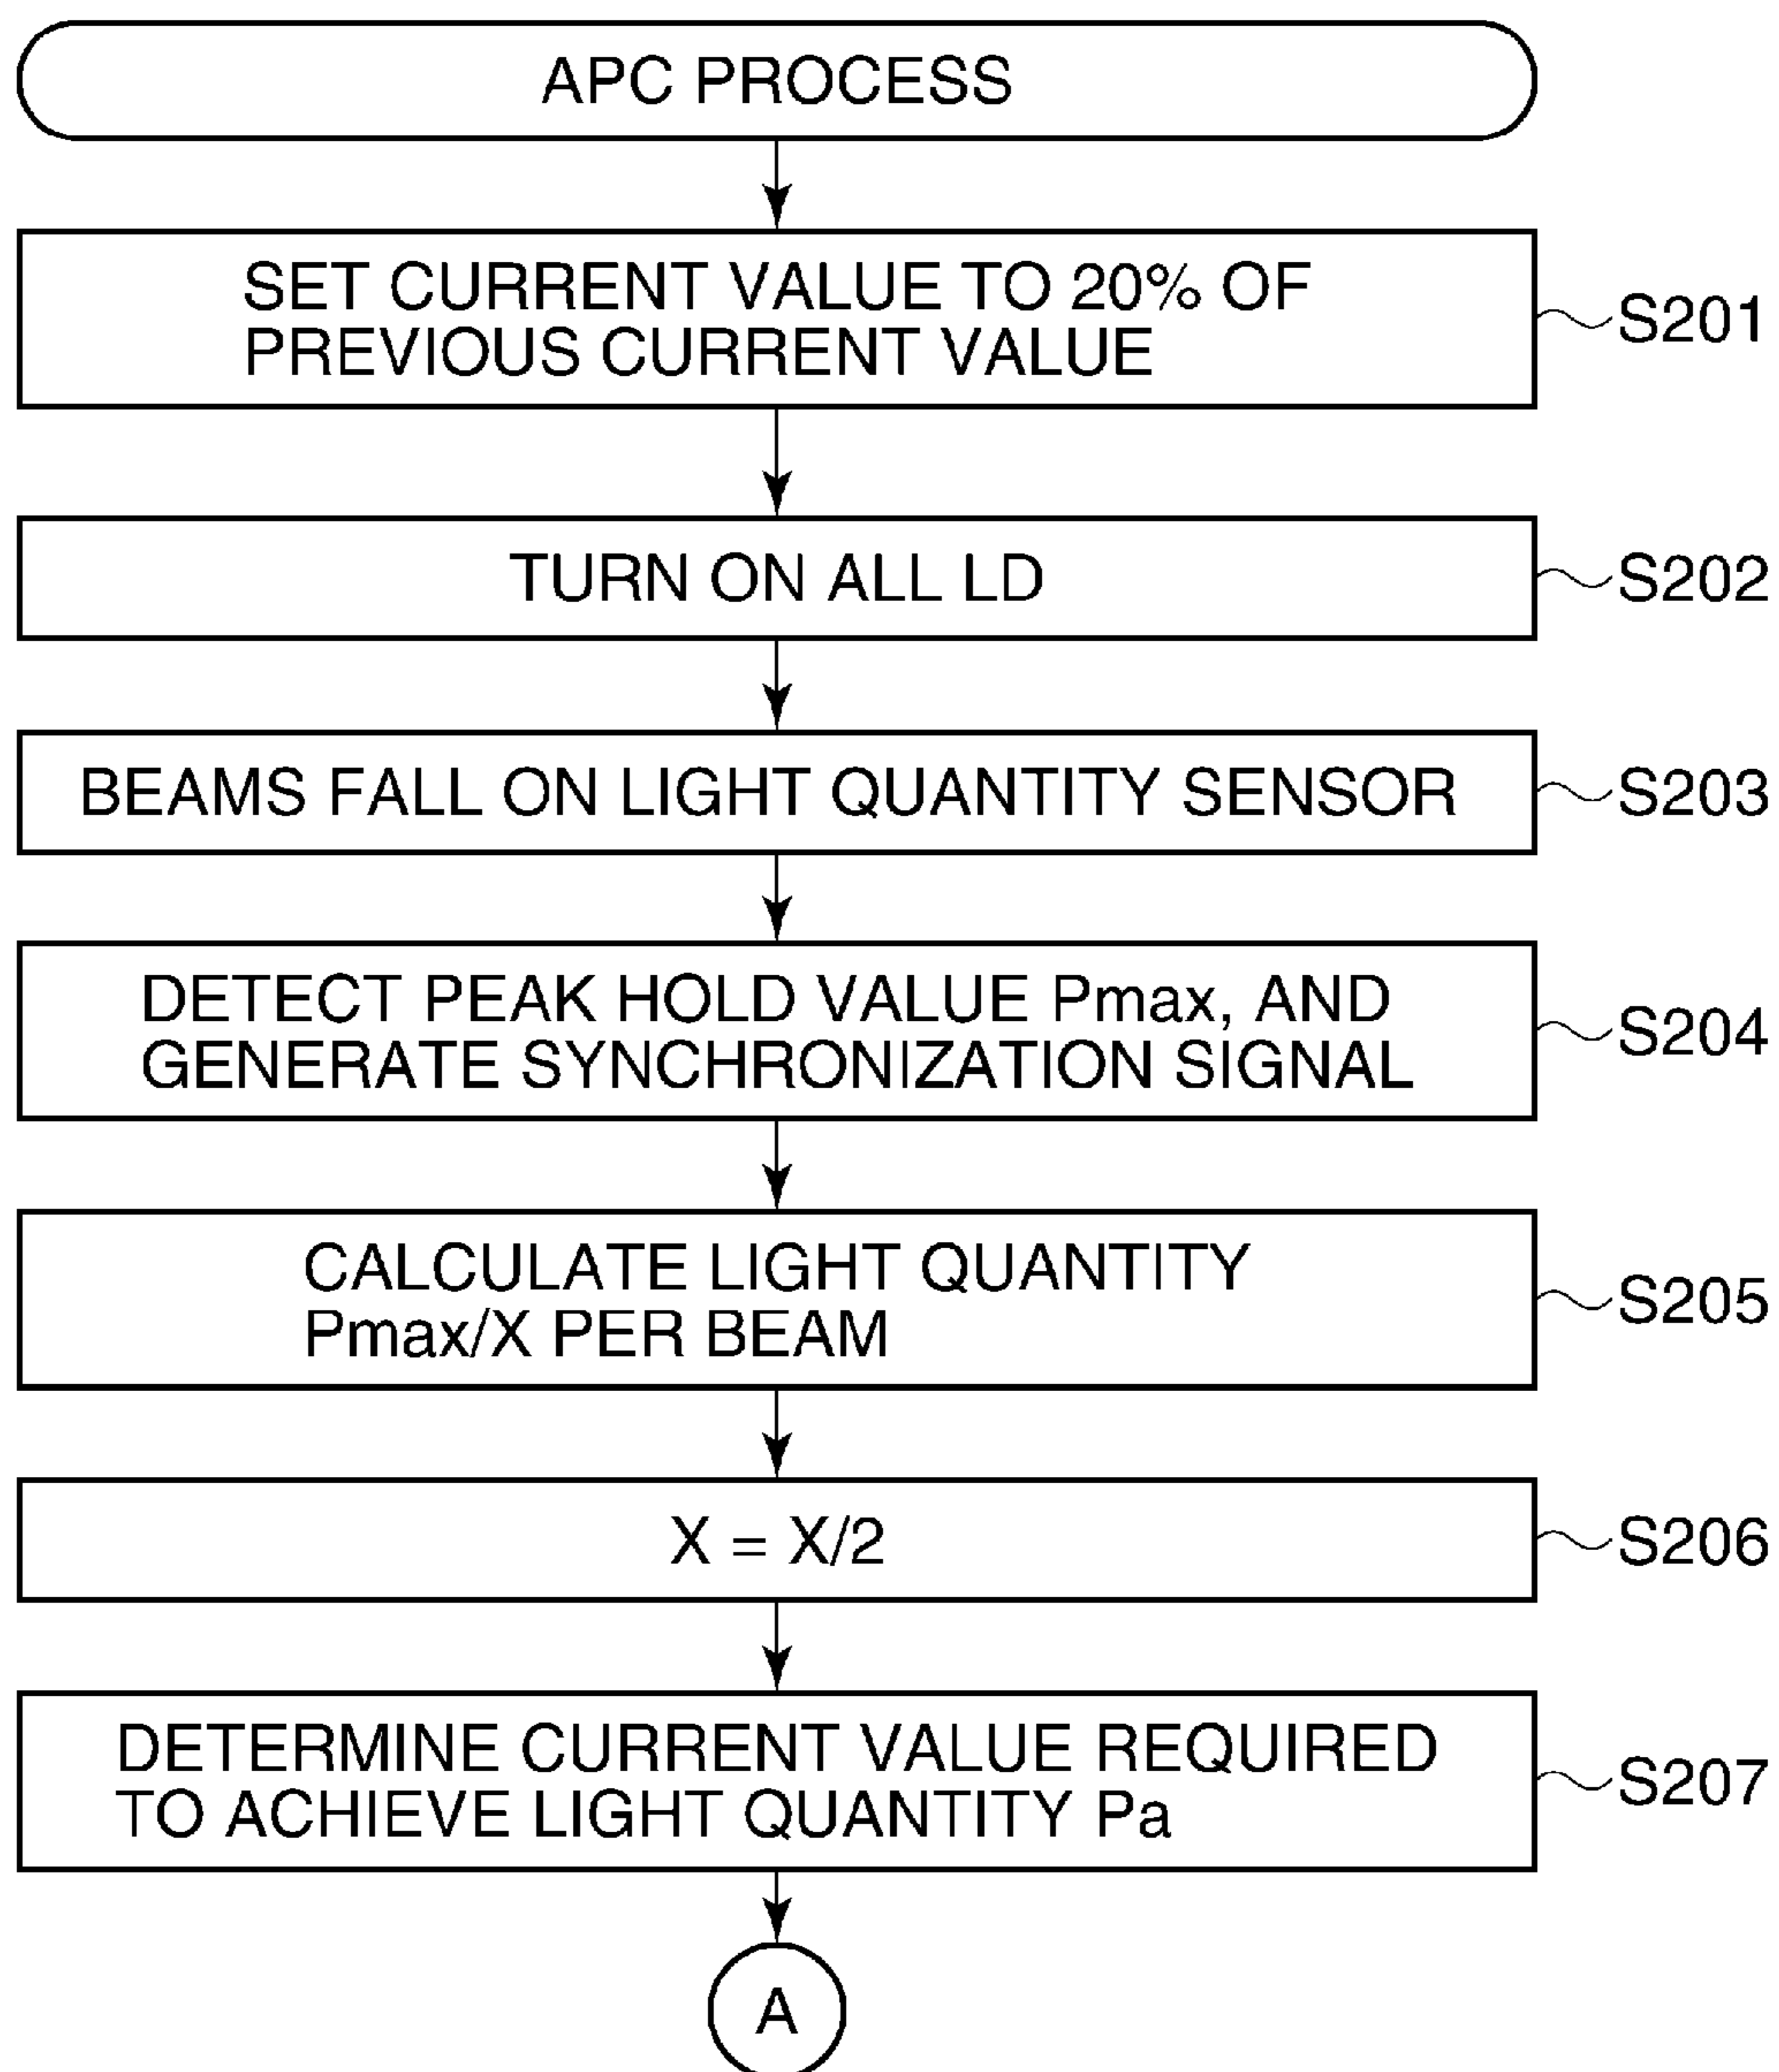 APC PROCESS
SET CURRENT VALUE TO 20% OF
PREVIOUS CURRENT VALUE
S201
TURN ON ALL LD
S202
BEAMS FALL ON LIGHT QUANTITY SENSOR
S203
DETECT PEAK HOLD VALUE Pmax, AND
GENERATE SYNCHRONIZATION SIGNAL
S204
CALCULATE LIGHT QUANTITY
Pmax/X PER BEAM
S205
X = X/2
S206
DETERMINE CURRENT VALUE REQUIRED
TO ACHIEVE LIGHT QUANTITY Pa
S207
A